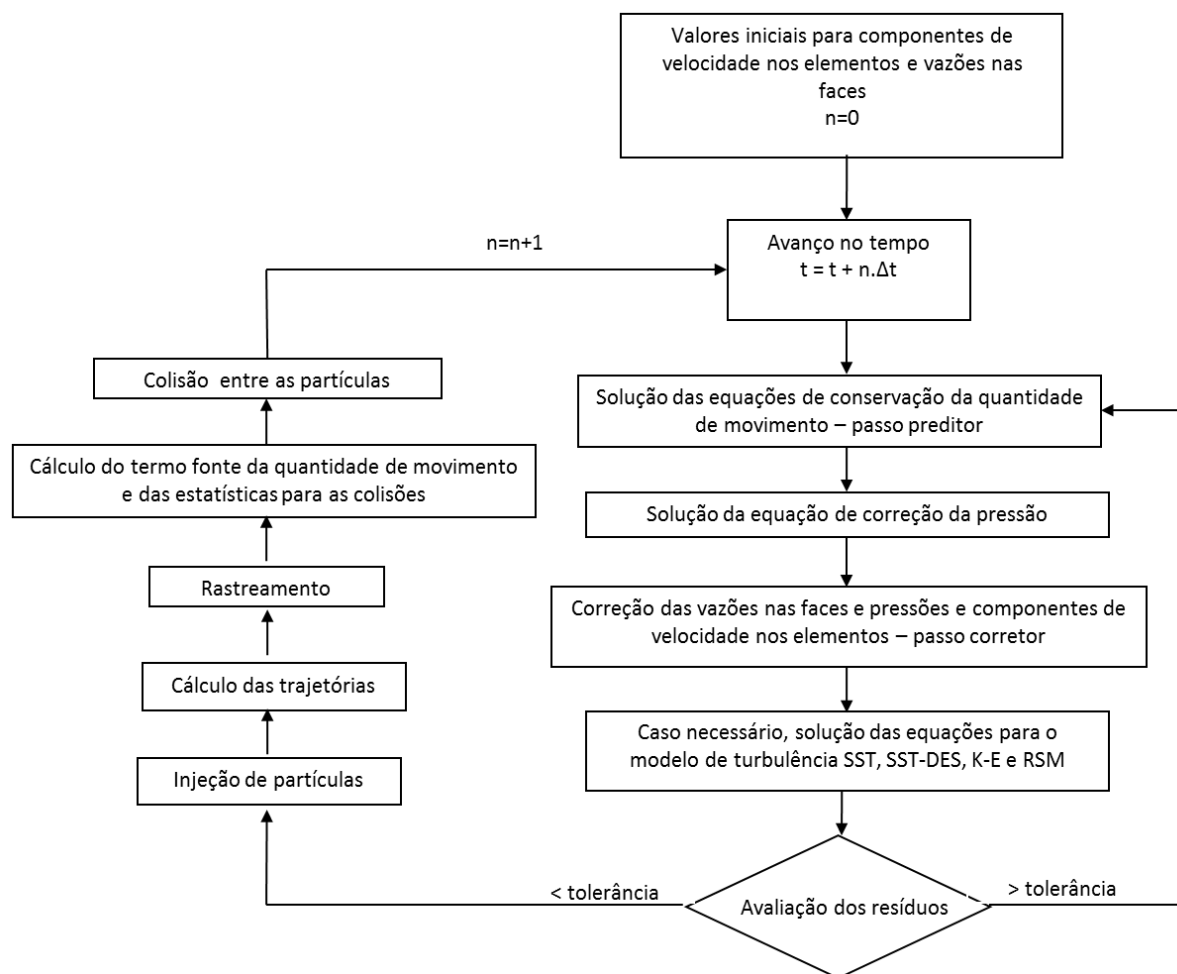 Valores iniciais para componentes de
velocidade nos elementos e vazões nas
faces
n=0
Avanço no tempo
t = t + n.Δt
n=n+1
Solução das equações de conservação da quantidade
de movimento – passo preditor
Solução da equação de correção da pressão
Correção das vazões nas faces e pressões e componentes de
velocidade nos elementos – passo corretor
Caso necessário, solução das equações para o
modelo de turbulência SST, SST-DES, K-E e RSM
Avaliação dos resíduos
> tolerância
< tolerância
Injeção de partículas
Cálculo das trajetórias
Rastreamento
Cálculo do termo fonte da quantidade de movimento
e das estatísticas para as colisões
Colisão entre as partículas